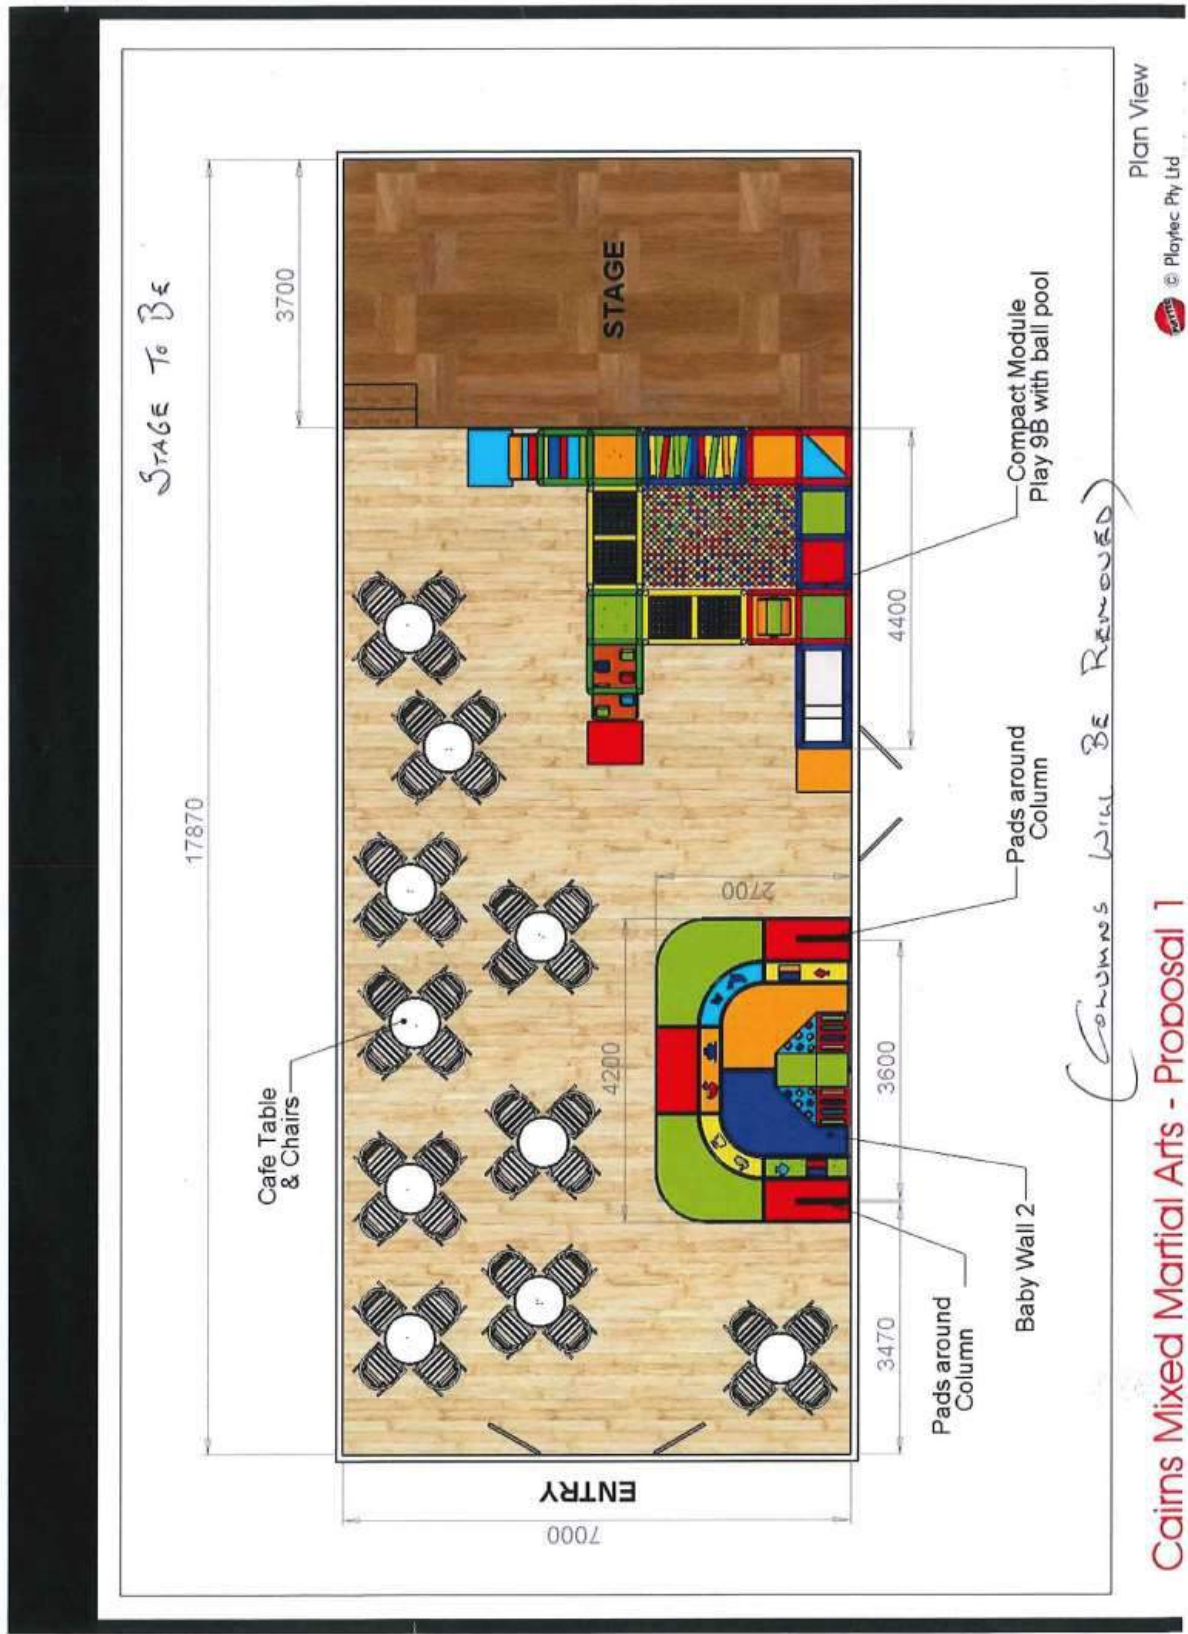 STAGE TO BE
17870
3700
Cafe Table
& Chairs
STAGE
ENTRY
7000
4200
2700
4400
3600
3470
Compact Module
Play 9B with ball pool
Pads around
Column
Baby Wall 2
Pads around
Column
(COLUMNS WILL BE REMOVED)
Cairns Mixed Martial Arts - Proposal 1
Plan View
PLAYTEC
© Playtec Pty Ltd